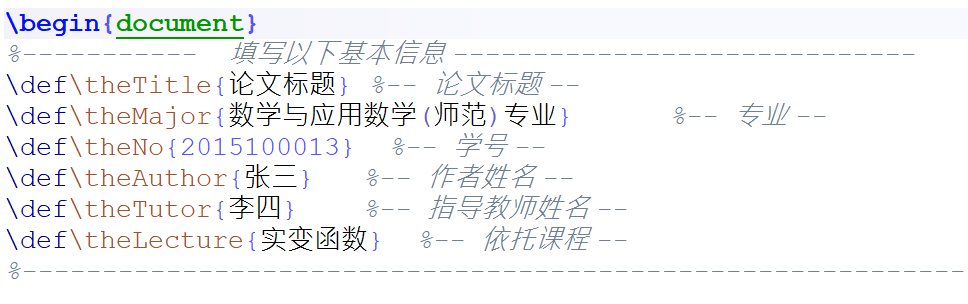 \begin{document}
%----------- 填写以下基本信息 -----------------------------
\def\theTitle{论文标题} %-- 论文标题 --
\def\theMajor{数学与应用数学(师范)专业} %-- 专业 --
\def\theNo{2015100013} %-- 学号 --
\def\theAuthor{张三} %-- 作者姓名 --
\def\theTutor{李四} %-- 指导教师姓名 --
\def\theLecture{实变函数} %-- 依托课程 --
%-----------------------------------------------------------